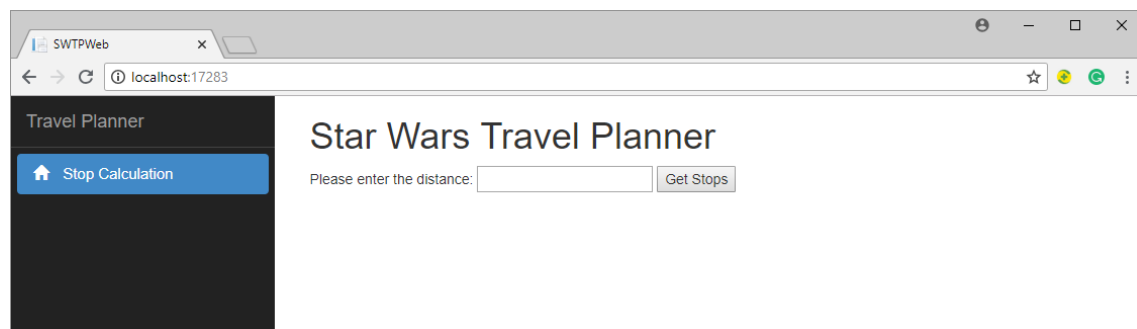 SWTPWeb
localhost:17283
Travel Planner
Stop Calculation
Star Wars Travel Planner
Please enter the distance: Get Stops